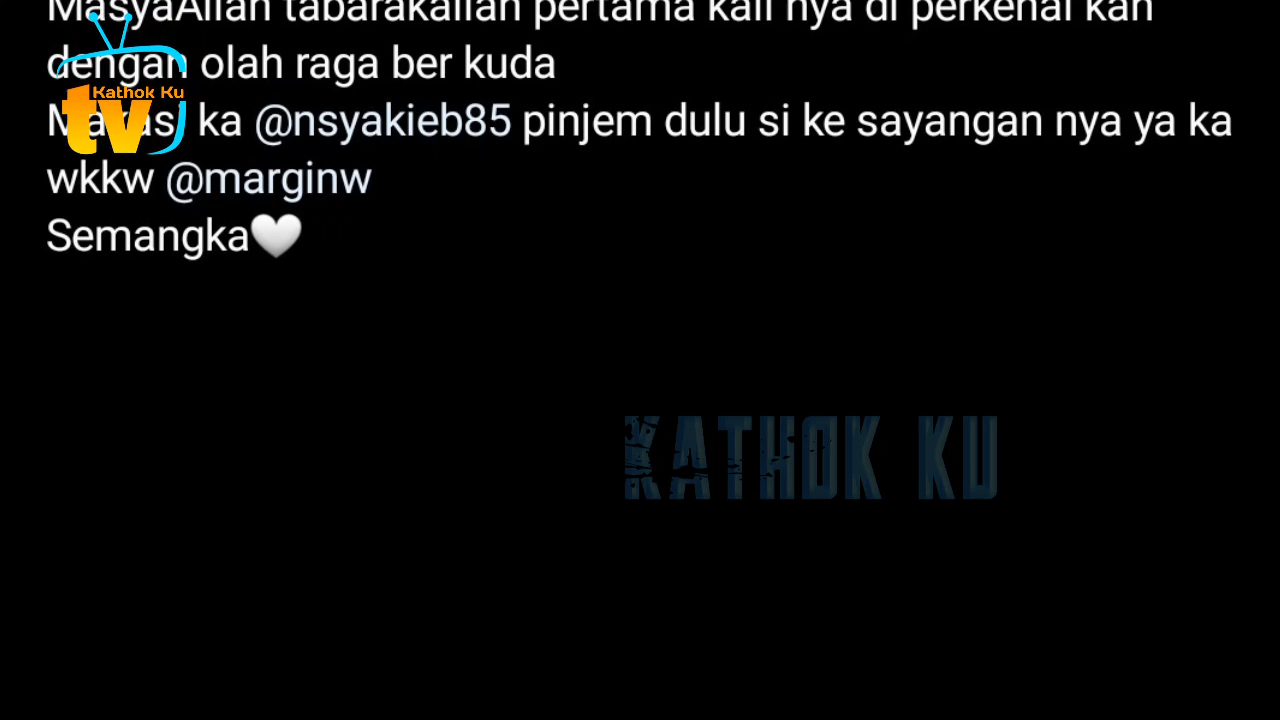 MasyaAllah tabarakallah pertama kali nya di perkenal kan
dengan olah raga ber kuda
ka @nsyakieb85 pinjem dulu si ke sayangan nya ya ka
wkkw @marginw
Semangka🤍
Kathok Ku
tv
KATHOK KU